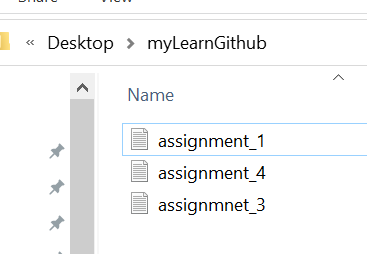 « Desktop > myLearnGithub
Name
assignment_1
assignment_4
assignmnet_3